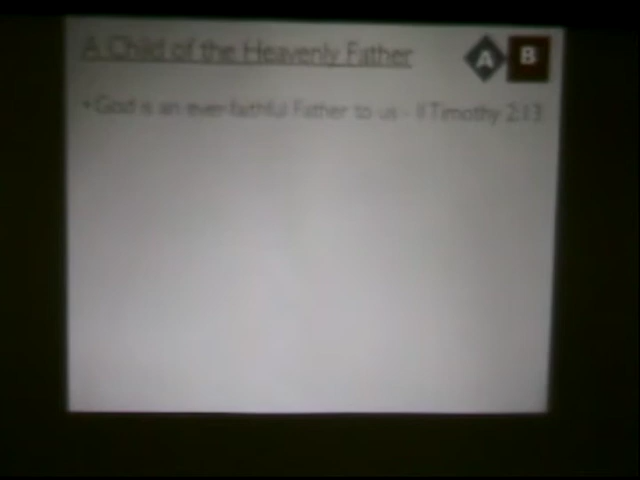 A Child of the Heavenly Father
A B
• God is an ever-faithful Father to us - II Timothy 2:13